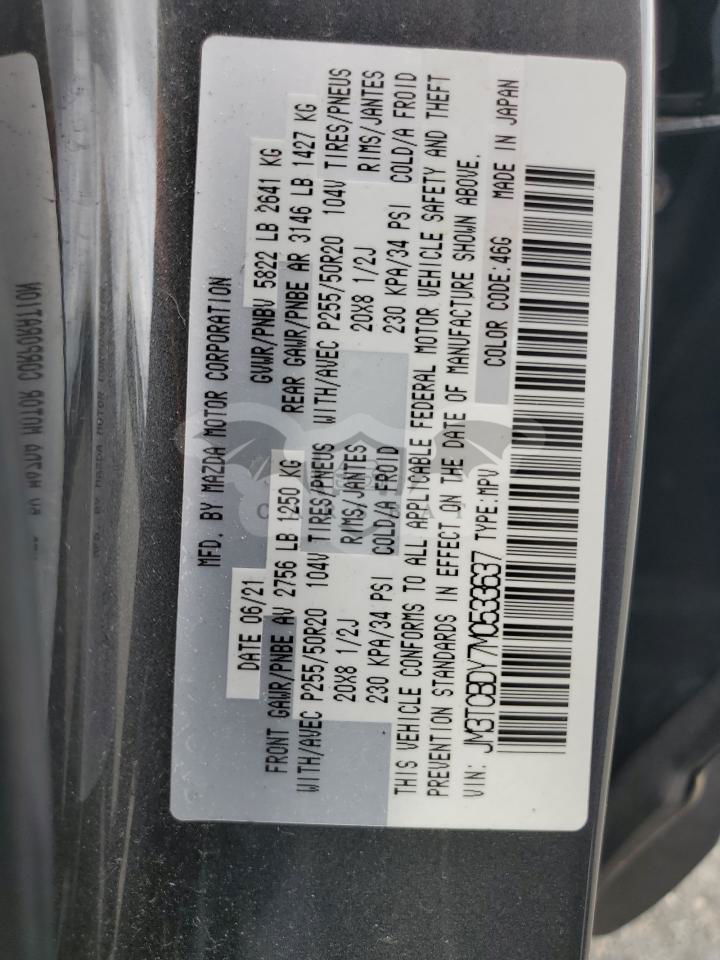 MFD. BY MAZDA MOTOR CORPORATION
DATE 06/21 GVWR/PNBV 5822 LB 2641 KG
FRONT GAWR/PNBE AV 2756 LB 1250 KG REAR GAWR/PNBE AR 3146 LB 1427 KG
WITH/AVEC P255/50R20 104V TIRES/PNEUS WITH/AVEC P255/50R20 104V TIRES/PNEUS
20X8 1/2J RIMS/JANTES 20X8 1/2J RIMS/JANTES
230 KPA/34 PSI COLD/A FROID 230 KPA/34 PSI COLD/A FROID
THIS VEHICLE CONFORMS TO ALL APPLICABLE FEDERAL MOTOR VEHICLE SAFETY AND THEFT
PREVENTION STANDARDS IN EFFECT ON THE DATE OF MANUFACTURE SHOWN ABOVE.
VIN: JM3TCBDY7M0533637 TYPE:MPV COLOR CODE:46G MADE IN JAPAN